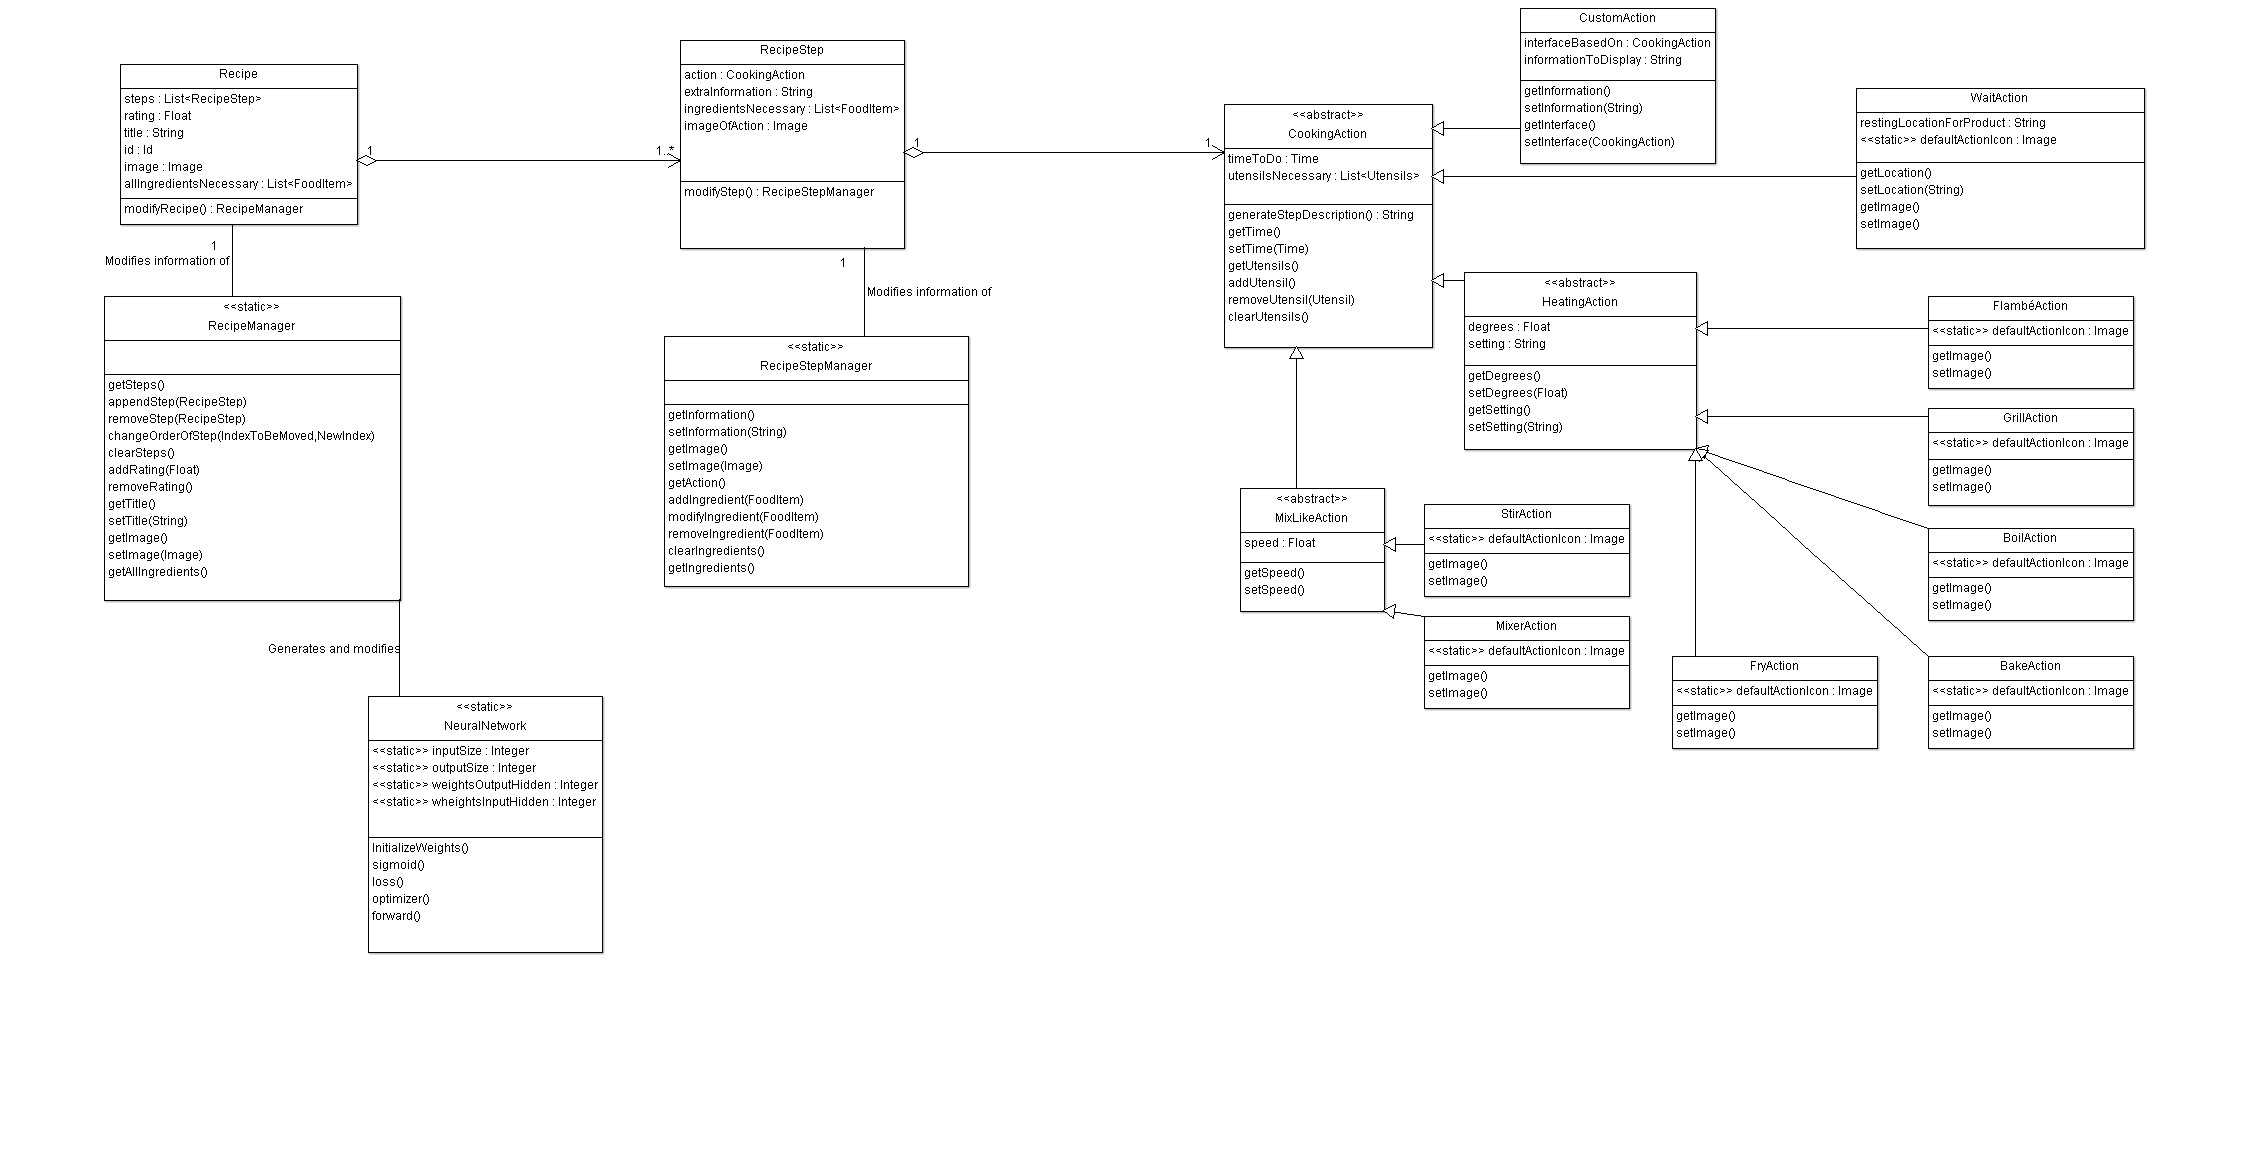 Recipe
steps : List<RecipeStep>
rating : Float
title : String
id : Id
image : Image
allIngredientsNecessary : List<FoodItem>
modifyRecipe() : RecipeManager
1
1..*
1
Modifies information of
<<static>>
RecipeManager
getSteps()
appendStep(RecipeStep)
removeStep(RecipeStep)
changeOrderOfStep(IndexToBeMoved,NewIndex)
clearSteps()
addRating(Float)
removeRating()
getTitle()
setTitle(String)
getImage()
setImage(Image)
getAllIngredients()
Generates and modifies
<<static>>
NeuralNetwork
<<static>> inputSize : Integer
<<static>> outputSize : Integer
<<static>> weightsOutputHidden : Integer
<<static>> wheightsInputHidden : Integer
InitializeWeights()
sigmoid()
loss()
optimizer()
forward()
RecipeStep
action : CookingAction
extraInformation : String
ingredientsNecessary : List<FoodItem>
imageOfAction : Image
modifyStep() : RecipeStepManager
1
1
1
Modifies information of
<<static>>
RecipeStepManager
getInformation()
setInformation(String)
getImage()
setImage(Image)
getAction()
addIngredient(FoodItem)
modifyIngredient(FoodItem)
removeIngredient(FoodItem)
clearIngredients()
getIngredients()
<<abstract>>
CookingAction
timeToDo : Time
utensilsNecessary : List<Utensils>
generateStepDescription() : String
getTime()
setTime(Time)
getUtensils()
addUtensil()
removeUtensil(Utensil)
clearUtensils()
CustomAction
interfaceBasedOn : CookingAction
informationToDisplay : String
getInformation()
setInformation(String)
getInterface()
setInterface(CookingAction)
WaitAction
restingLocationForProduct : String
<<static>> defaultActionIcon : Image
getLocation()
setLocation(String)
getImage()
setImage()
<<abstract>>
HeatingAction
degrees : Float
setting : String
getDegrees()
setDegrees(Float)
getSetting()
setSetting(String)
FlambéAction
<<static>> defaultActionIcon : Image
getImage()
setImage()
GrillAction
<<static>> defaultActionIcon : Image
getImage()
setImage()
BoilAction
<<static>> defaultActionIcon : Image
getImage()
setImage()
BakeAction
<<static>> defaultActionIcon : Image
getImage()
setImage()
FryAction
<<static>> defaultActionIcon : Image
getImage()
setImage()
<<abstract>>
MixLikeAction
speed : Float
getSpeed()
setSpeed()
StirAction
<<static>> defaultActionIcon : Image
getImage()
setImage()
MixerAction
<<static>> defaultActionIcon : Image
getImage()
setImage()